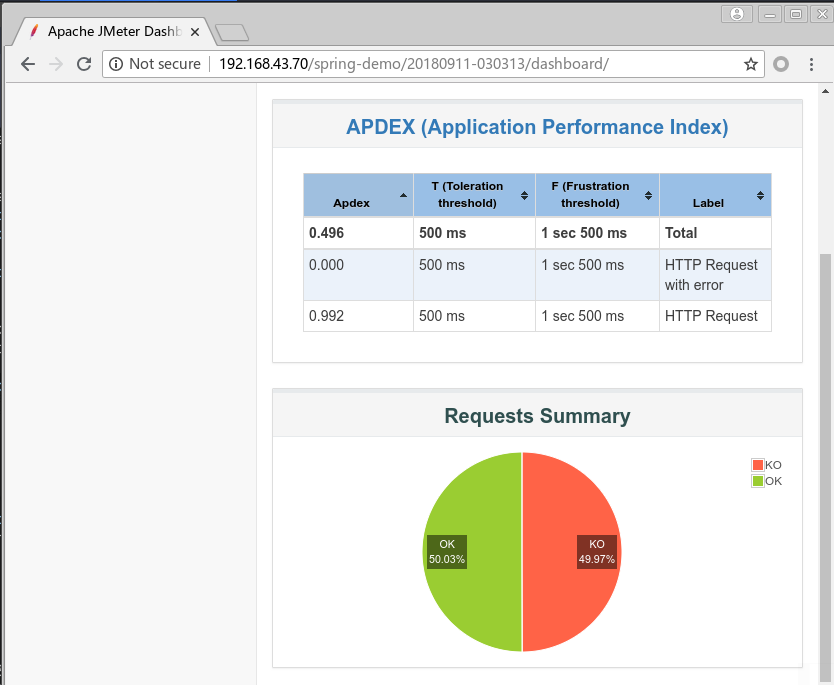 Apache JMeter Dashb
Not secure 192.168.43.70/spring-demo/20180911-030313/dashboard/
APDEX (Application Performance Index)
Apdex T (Toleration threshold) F (Frustration threshold) Label
0.496 500 ms 1 sec 500 ms Total
0.000 500 ms 1 sec 500 ms HTTP Request
with error
0.992 500 ms 1 sec 500 ms HTTP Request
Requests Summary
KO
OK
OK
50.03%
KO
49.97%